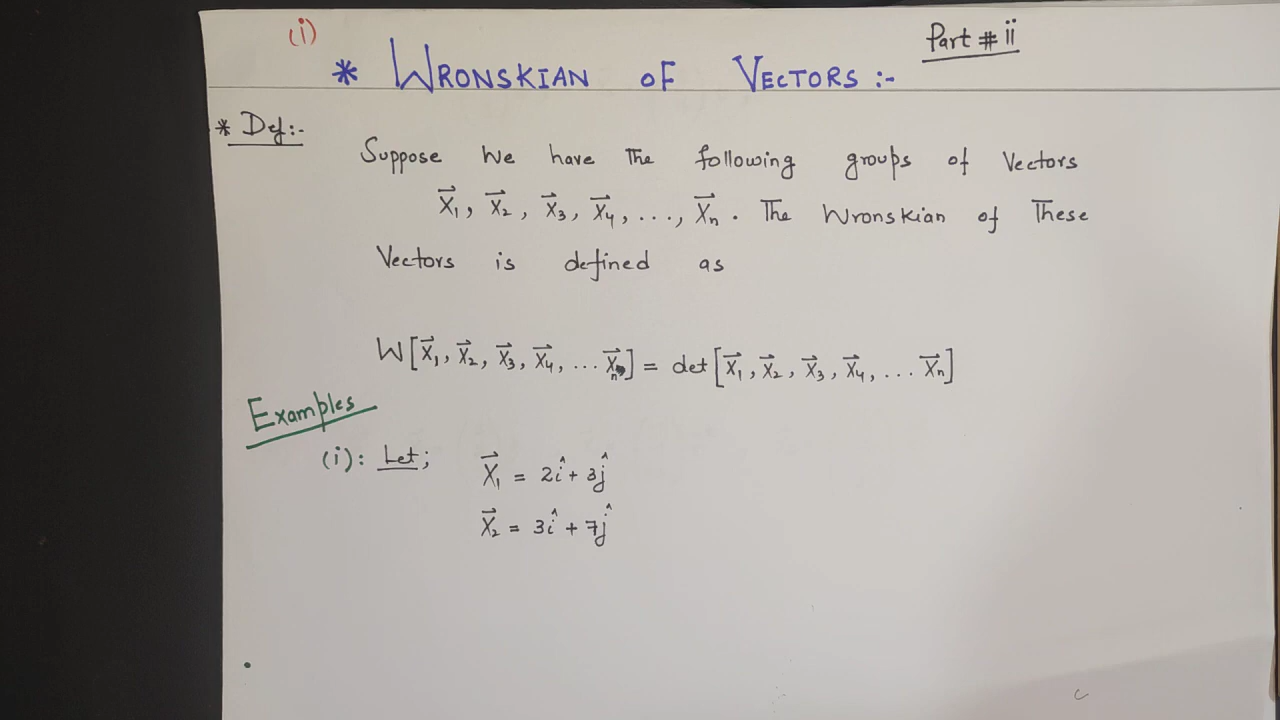 (i)
Part # ii
* WRONSKIAN OF VECTORS :-
* Def:-
Suppose We have The following groups of Vectors
X⃗₁, X⃗₂, X⃗₃, X⃗₄, ..., X⃗ₙ. The Wronskian of These
Vectors is defined as
W[X⃗₁, X⃗₂, X⃗₃, X⃗₄, ... X⃗ₙ] = det[X⃗₁, X⃗₂, X⃗₃, X⃗₄, ... X⃗ₙ]
Examples
(i): Let; X⃗₁ = 2î + 3ĵ
X⃗₂ = 3î + 7ĵ